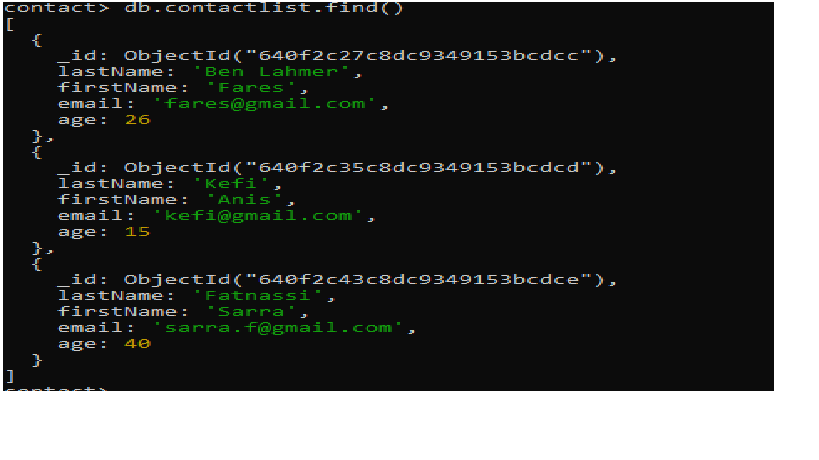 contact> db.contactlist.find()
[
  {
    _id: ObjectId("640f2c27c8dc9349153bcdcc"),
    lastName: 'Ben Lahmer',
    firstName: 'Fares',
    email: 'fares@gmail.com',
    age: 26
  },
  {
    _id: ObjectId("640f2c35c8dc9349153bcdcd"),
    lastName: 'Kefi',
    firstName: 'Anis',
    email: 'kefi@gmail.com',
    age: 15
  },
  {
    _id: ObjectId("640f2c43c8dc9349153bcdce"),
    lastName: 'Fatnassi',
    firstName: 'Sarra',
    email: 'sarra.f@gmail.com',
    age: 40
  }
]
contact>